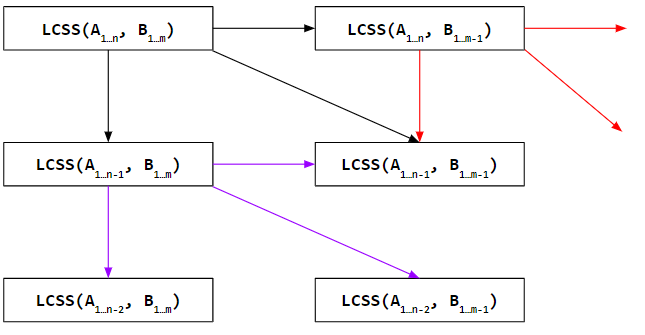 LCSS(A1…n, B1…m)
LCSS(A1…n, B1…m-1)
LCSS(A1…n-1, B1…m)
LCSS(A1…n-1, B1…m-1)
LCSS(A1…n-2, B1…m)
LCSS(A1…n-2, B1…m-1)